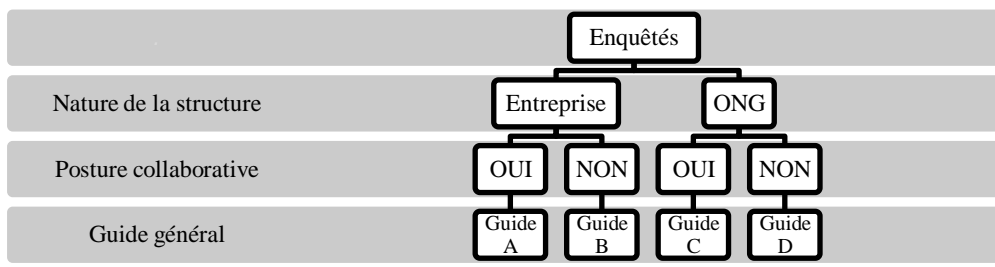 Enquêtés
Nature de la structure
Entreprise
ONG
Posture collaborative
OUI
NON
OUI
NON
Guide général
Guide
A
Guide
B
Guide
C
Guide
D